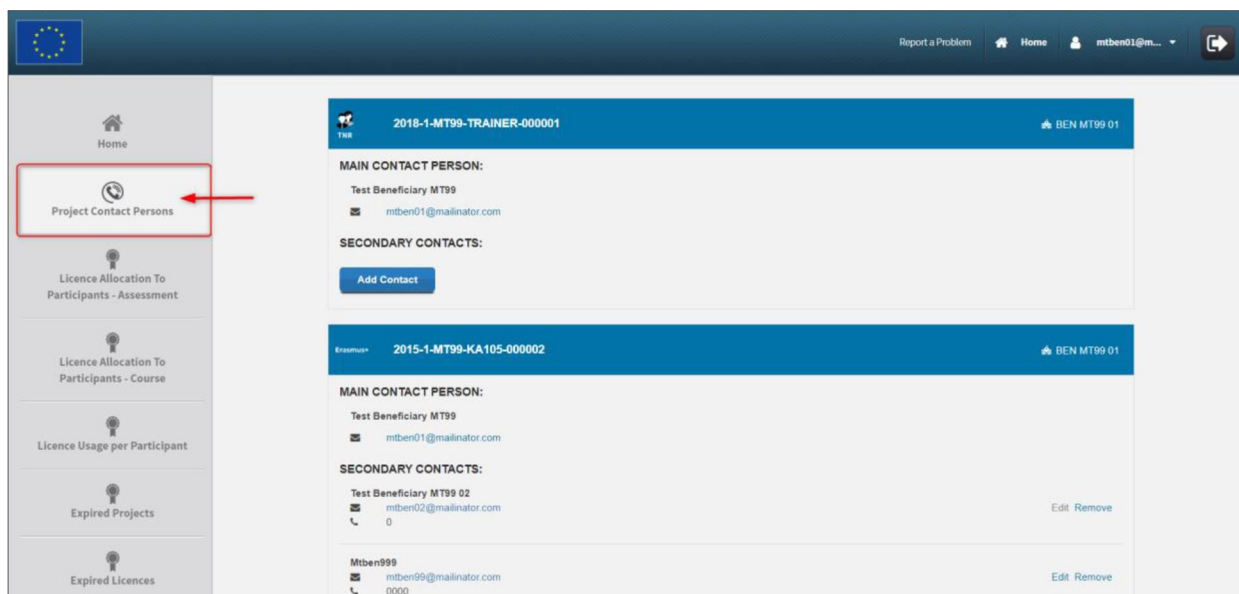 Report a Problem
Home
mtben01@m...
Home
Project Contact Persons
Licence Allocation To
Participants - Assessment
Licence Allocation To
Participants - Course
Licence Usage per Participant
Expired Projects
Expired Licences
TNR
2018-1-MT99-TRAINER-000001
BEN MT99 01
MAIN CONTACT PERSON:
Test Beneficiary MT99
mtben01@mailinator.com
SECONDARY CONTACTS:
Add Contact
Erasmus+
2015-1-MT99-KA105-000002
BEN MT99 01
MAIN CONTACT PERSON:
Test Beneficiary MT99
mtben01@mailinator.com
SECONDARY CONTACTS:
Test Beneficiary MT99 02
mtben02@mailinator.com
0
Edit Remove
Mtben999
mtben99@mailinator.com
0000
Edit Remove